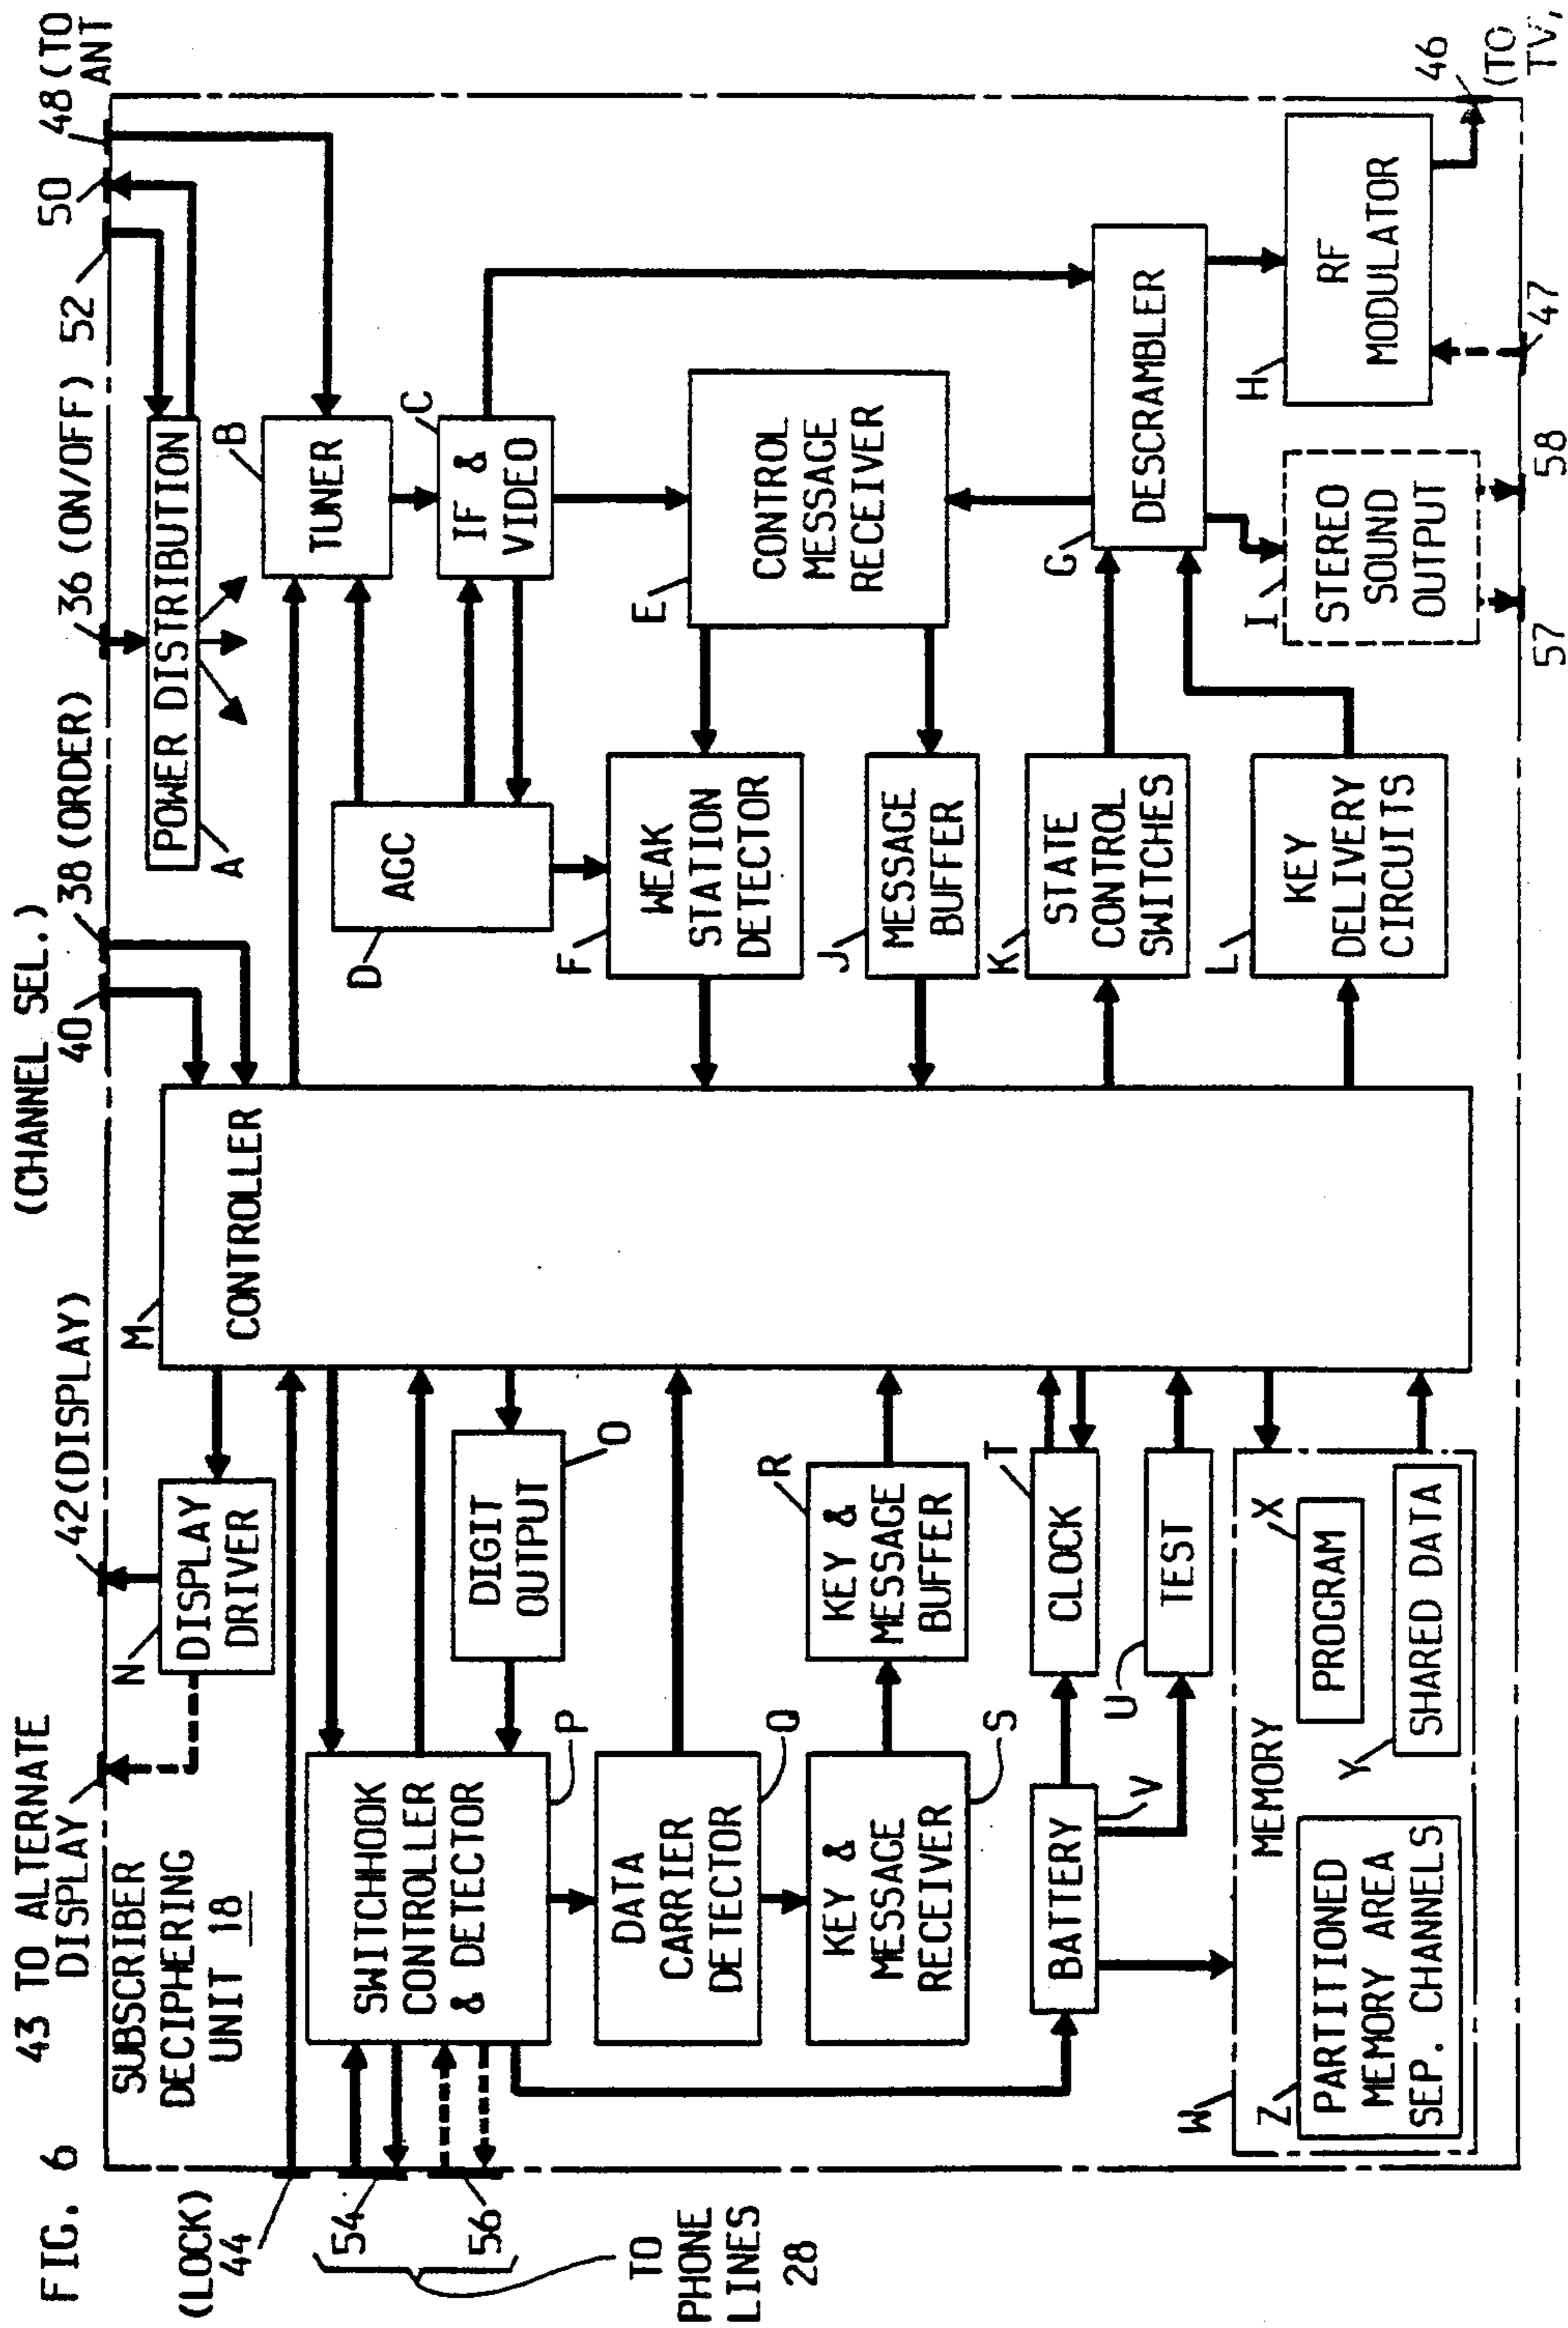 FIG. 6
43 TO ALTERNATE
DISPLAY
42(DISPLAY)
(CHANNEL SEL.)
40
38(ORDER)
36(ON/OFF)
52
50
48(TO
ANT
SUBSCRIBER
DECIPHERING
UNIT 18
(LOCK)
44
54
56
TO
PHONE
LINES
28
N
DISPLAY
DRIVER
M
CONTROLLER
A
POWER DISTRIBUTION
B
TUNER
C
IF &
VIDEO
D
AGC
E
CONTROL
MESSAGE
RECEIVER
F
WEAK
STATION
DETECTOR
G
DESCRAMBLER
H
RF
MODULATOR
46
(TO
TV,
47
I
STEREO
SOUND
OUTPUT
57
58
J
MESSAGE
BUFFER
K
STATE
CONTROL
SWITCHES
L
KEY
DELIVERY
CIRCUITS
SWITCHHOOK
CONTROLLER
& DETECTOR
P
DIGIT
OUTPUT
O
DATA
CARRIER
DETECTOR
Q
KEY &
MESSAGE
RECEIVER
S
KEY &
MESSAGE
BUFFER
R
BATTERY
V
CLOCK
T
TEST
U
W
MEMORY
Z
PARTITIONED
MEMORY AREA
SEP. CHANNELS
X
PROGRAM
Y
SHARED DATA